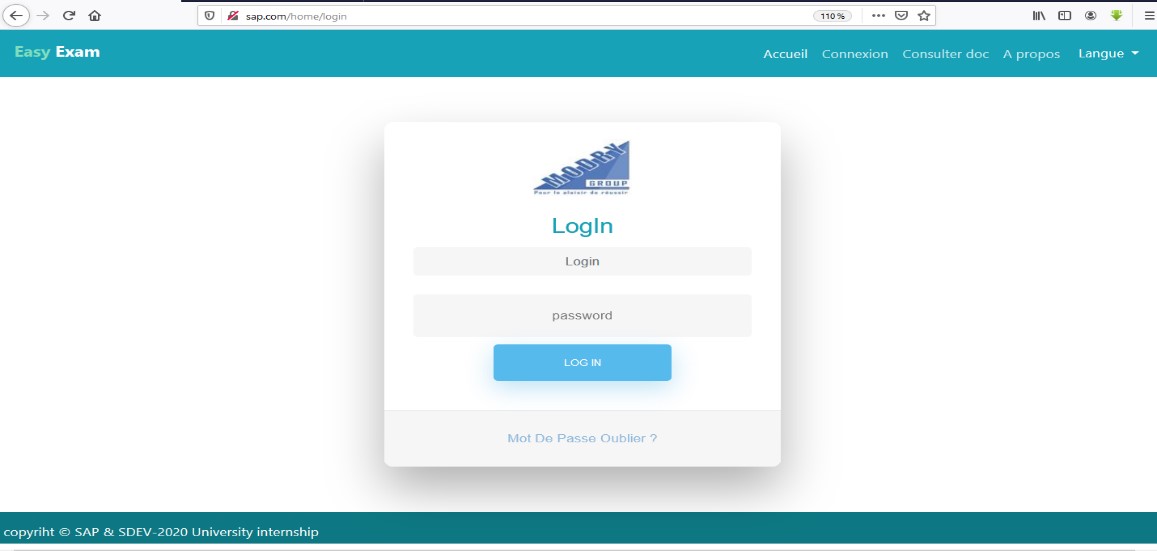 sap.com/home/login
110 %
Easy Exam
Accueil Connexion Consulter doc A propos Langue
MODRY
GROUP
Pour le plaisir de réussir
LogIn
Login
password
LOG IN
Mot De Passe Oublier ?
copyriht © SAP & SDEV-2020 University internship